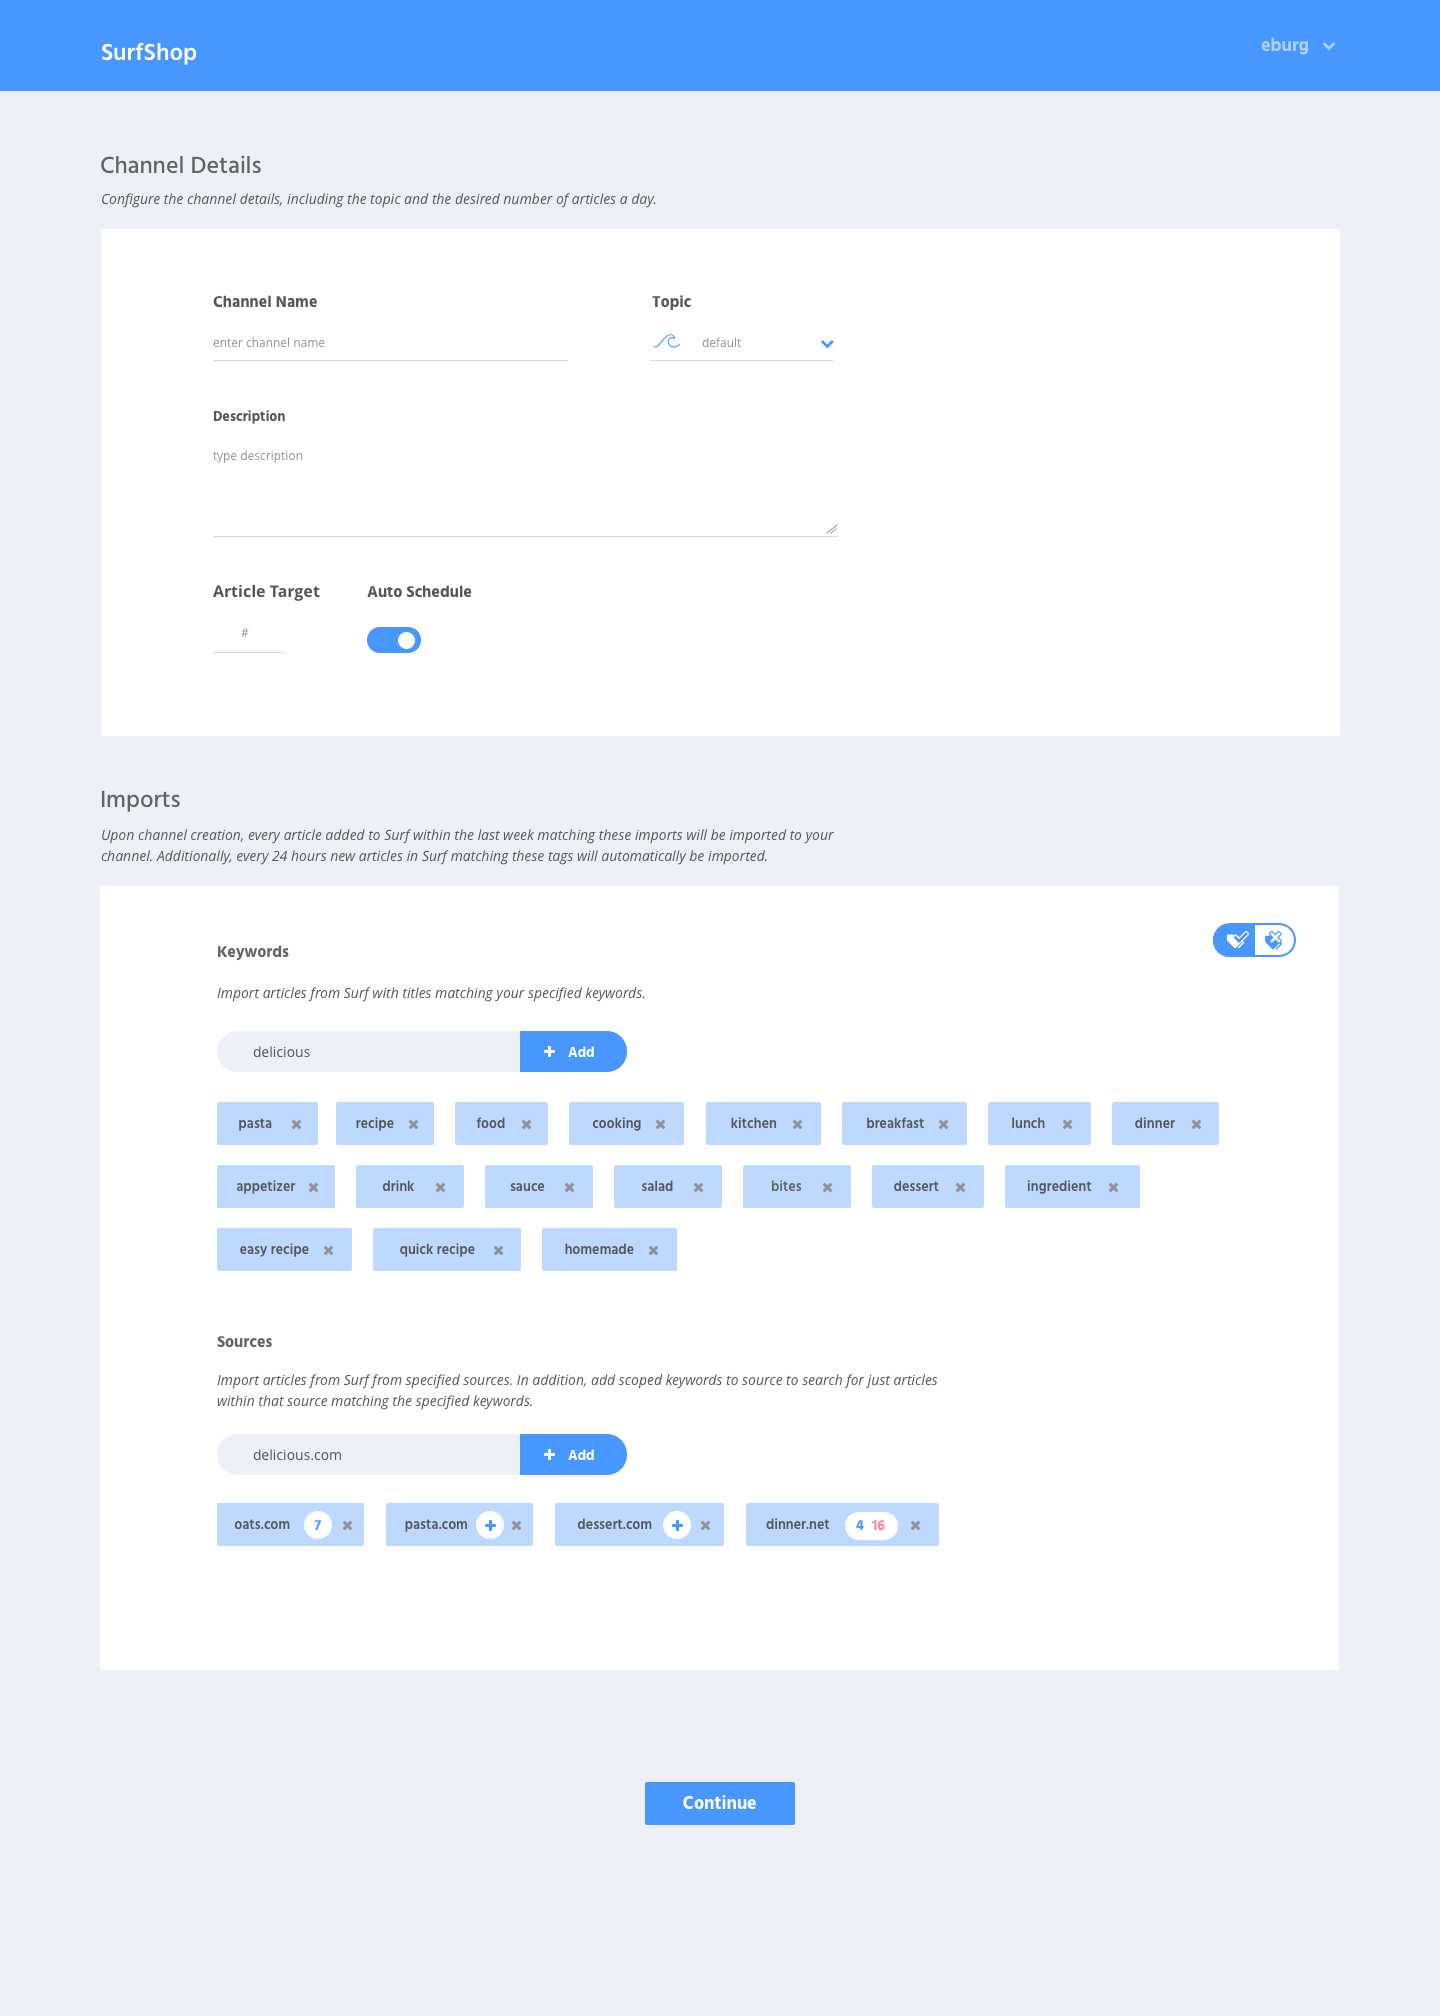 SurfShop
eburg
Channel Details
Configure the channel details, including the topic and the desired number of articles a day.
Channel Name
Topic
enter channel name
default
Description
type description
Article Target
Auto Schedule
#
Imports
Upon channel creation, every article added to Surf within the last week matching these imports will be imported to your
channel. Additionally, every 24 hours new articles in Surf matching these tags will automatically be imported.
Keywords
Import articles from Surf with titles matching your specified keywords.
delicious
Add
pasta recipe food cooking kitchen breakfast lunch dinner
appetizer drink sauce salad bites dessert ingredient
easy recipe quick recipe homemade
Sources
Import articles from Surf from specified sources. In addition, add scoped keywords to source to search for just articles
within that source matching the specified keywords.
delicious.com
Add
oats.com 7 pasta.com dessert.com dinner.net 4 16
Continue